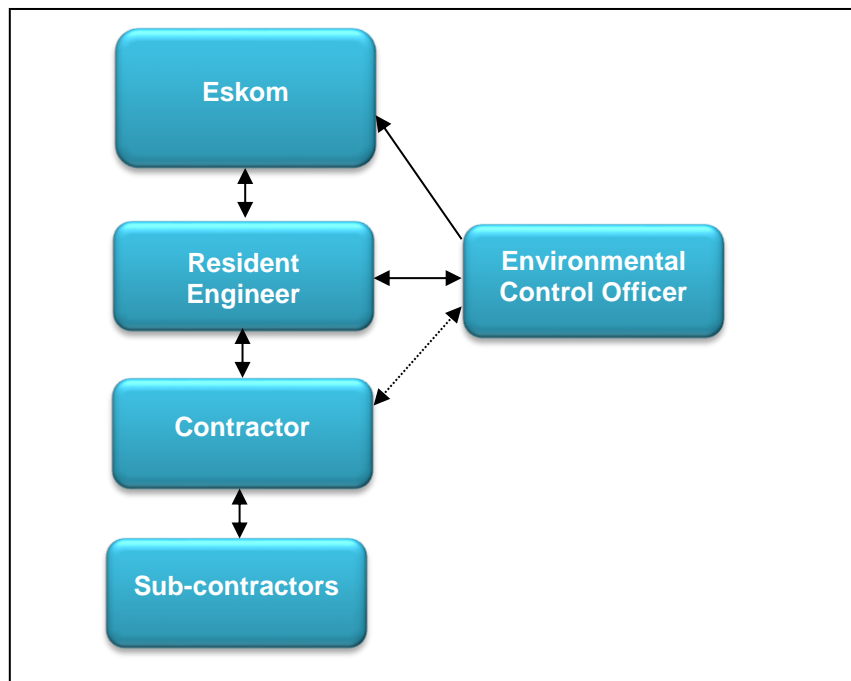 Eskom
Resident
Engineer
Environmental
Control Officer
Contractor
Sub-contractors